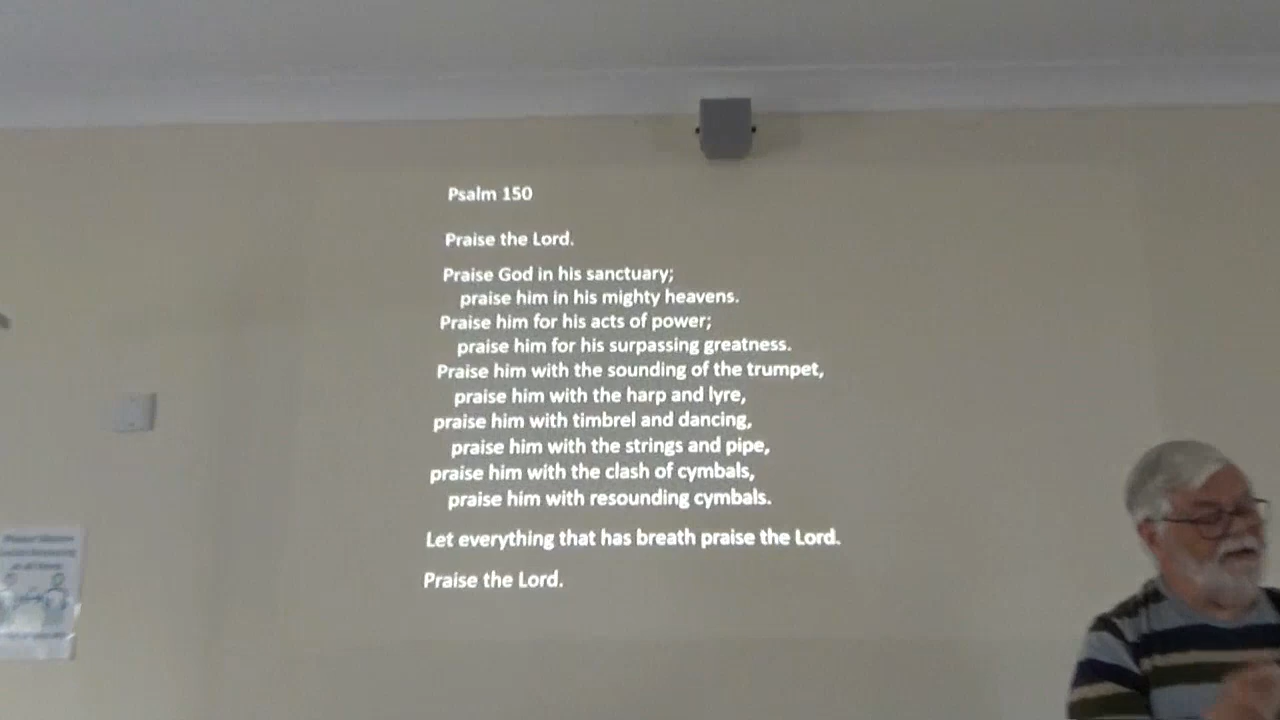 Psalm 150
Praise the Lord.
Praise God in his sanctuary;
praise him in his mighty heavens.
Praise him for his acts of power;
praise him for his surpassing greatness.
Praise him with the sounding of the trumpet,
praise him with the harp and lyre,
praise him with timbrel and dancing,
praise him with the strings and pipe,
praise him with the clash of cymbals,
praise him with resounding cymbals.
Let everything that has breath praise the Lord.
Praise the Lord.